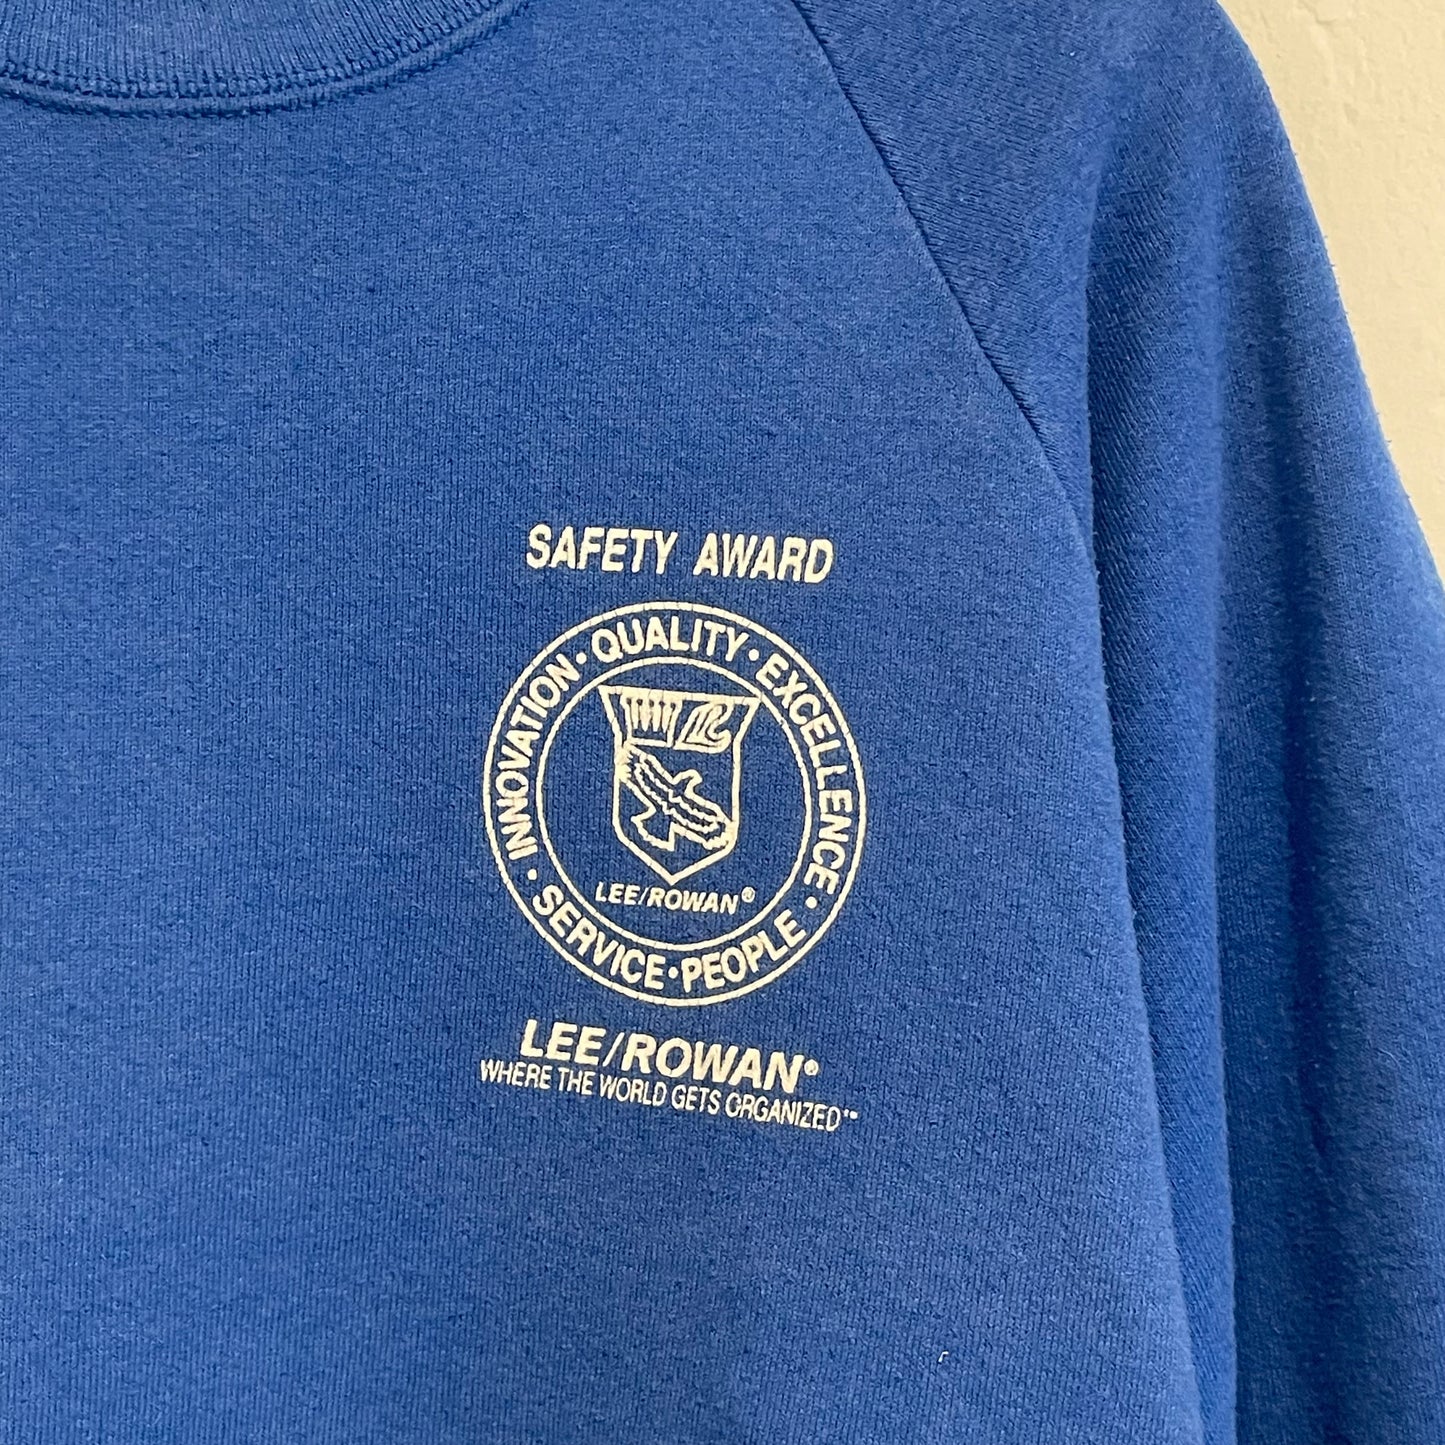 SAFETY AWARD
INNOVATION • QUALITY • EXCELLENCE •
• SERVICE • PEOPLE
LEE/ROWAN®
LEE/ROWAN®
WHERE THE WORLD GETS ORGANIZED™